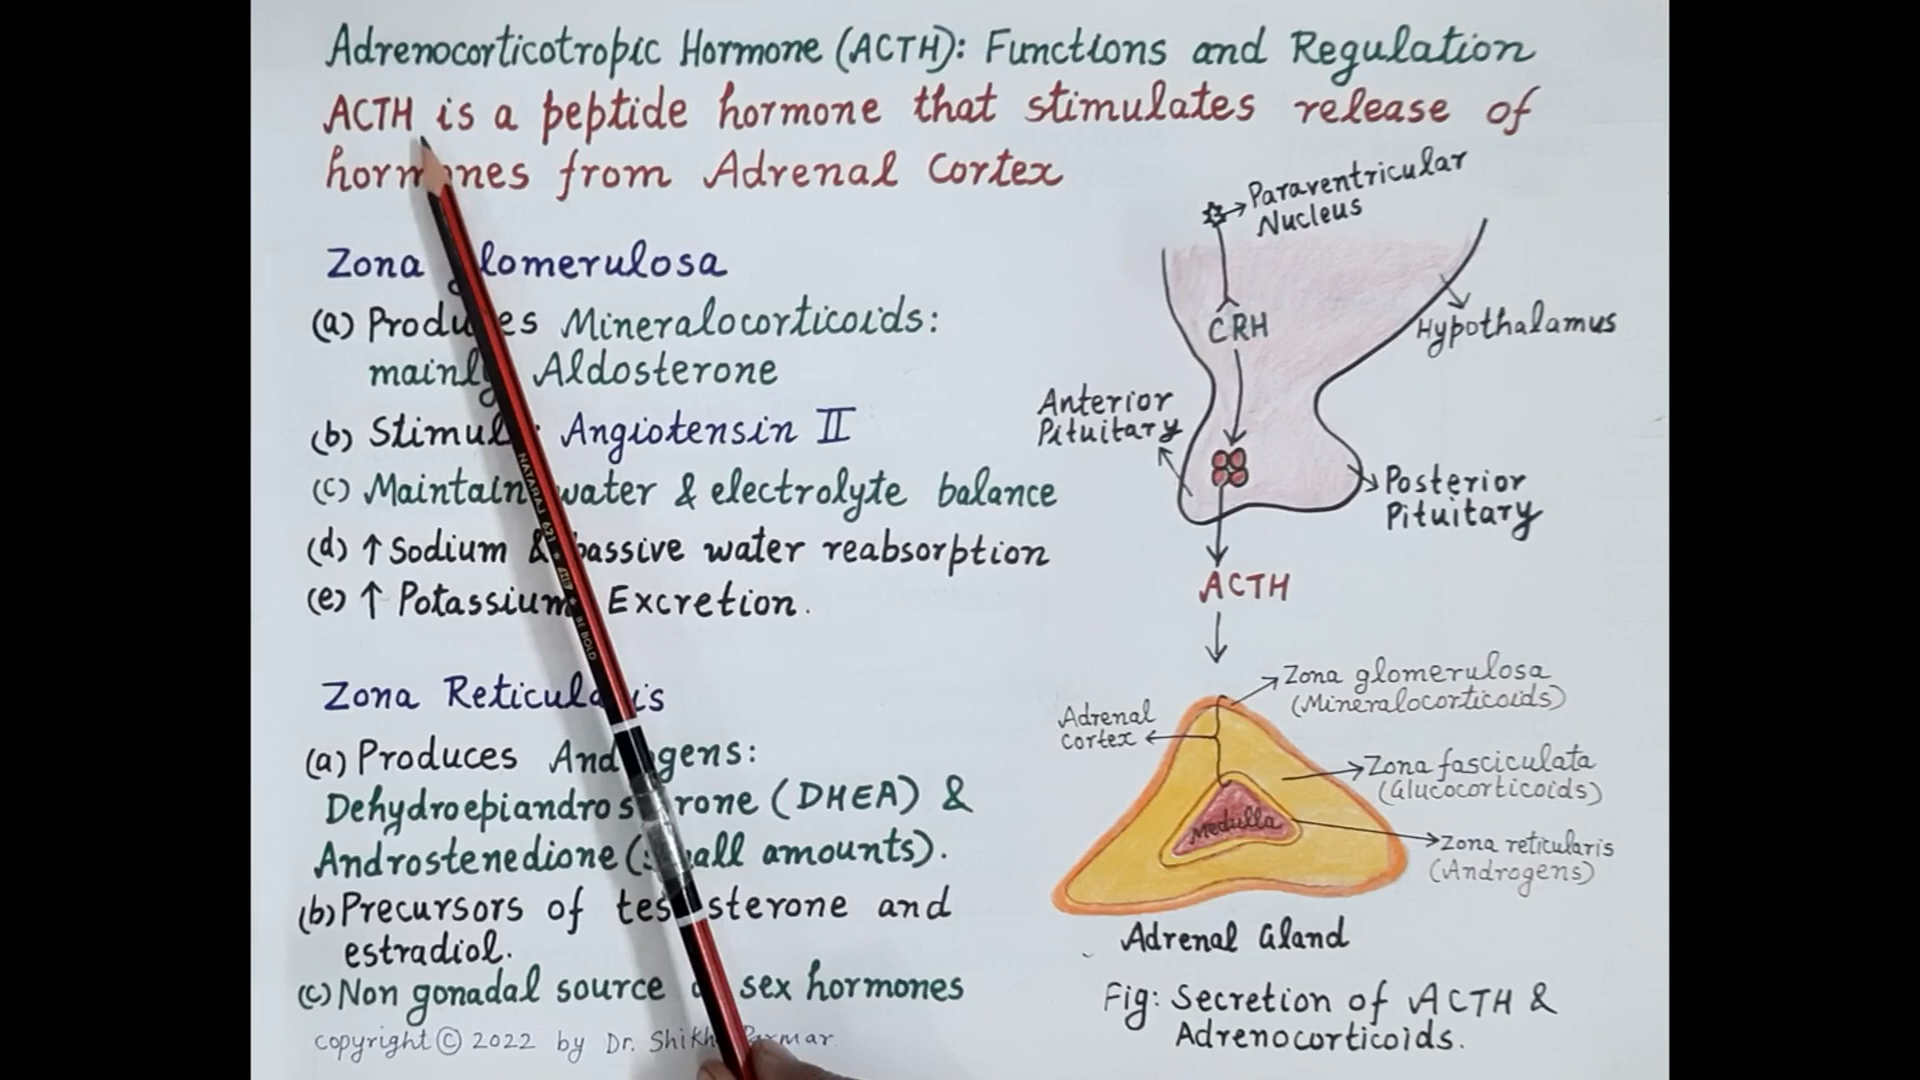 Adrenocorticotropic Hormone (ACTH): Functions and Regulation
ACTH is a peptide hormone that stimulates release of
hormones from Adrenal Cortex
Zona glomerulosa
(a) Produces Mineralocorticoids:
mainly Aldosterone
(b) Stimuli: Angiotensin II
(c) Maintain water & electrolyte balance
(d) ↑ Sodium & passive water reabsorption
(e) ↑ Potassium Excretion.
Zona Reticularis
(a) Produces Androgens:
Dehydroepiandrosterone (DHEA) &
Androstenedione (small amounts).
(b) Precursors of testosterone and
estradiol.
(c) Non gonadal source of sex hormones
copyright © 2022 by Dr. Shikha Parmar
Paraventricular
Nucleus
CRH
Hypothalamus
Anterior
Pituitary
Posterior
Pituitary
ACTH
Zona glomerulosa
(Mineralocorticoids)
Adrenal
Cortex
Zona fasciculata
(Glucocorticoids)
Medulla
Zona reticularis
(Androgens)
Adrenal Gland
Fig: Secretion of ACTH &
Adrenocorticoids.
NATARAJ 621
BE BOLD